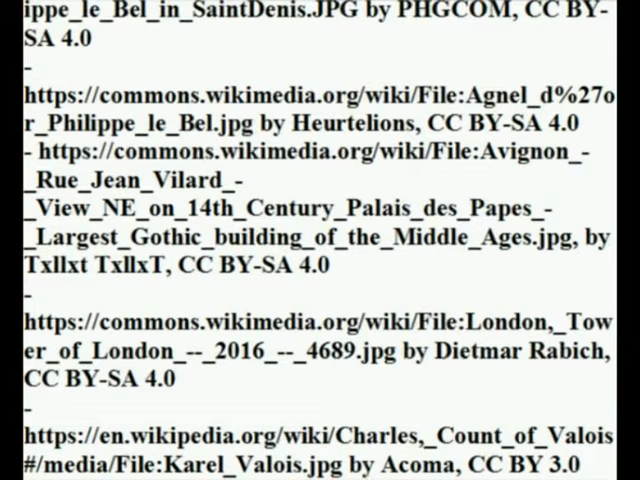 ippe_le_Bel_in_SaintDenis.JPG by PHGCOM, CC BY-
SA 4.0
-
https://commons.wikimedia.org/wiki/File:Agnel_d%27o
r_Philippe_le_Bel.jpg by Heurtelions, CC BY-SA 4.0
- https://commons.wikimedia.org/wiki/File:Avignon_-
_Rue_Jean_Vilard_-
_View_NE_on_14th_Century_Palais_des_Papes_-
_Largest_Gothic_building_of_the_Middle_Ages.jpg, by
Txllxt TxllxT, CC BY-SA 4.0
-
https://commons.wikimedia.org/wiki/File:London,_Tow
er_of_London_--_2016_--_4689.jpg by Dietmar Rabich,
CC BY-SA 4.0
-
https://en.wikipedia.org/wiki/Charles,_Count_of_Valois
#/media/File:Karel_Valois.jpg by Acoma, CC BY 3.0